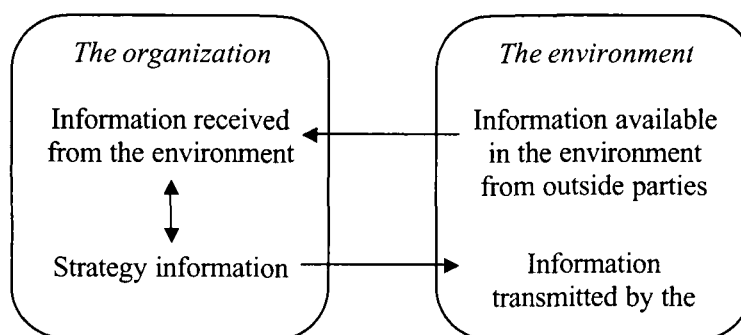 The organization
Information received
from the environment
Strategy information
The environment
Information available
in the environment
from outside parties
Information
transmitted by the